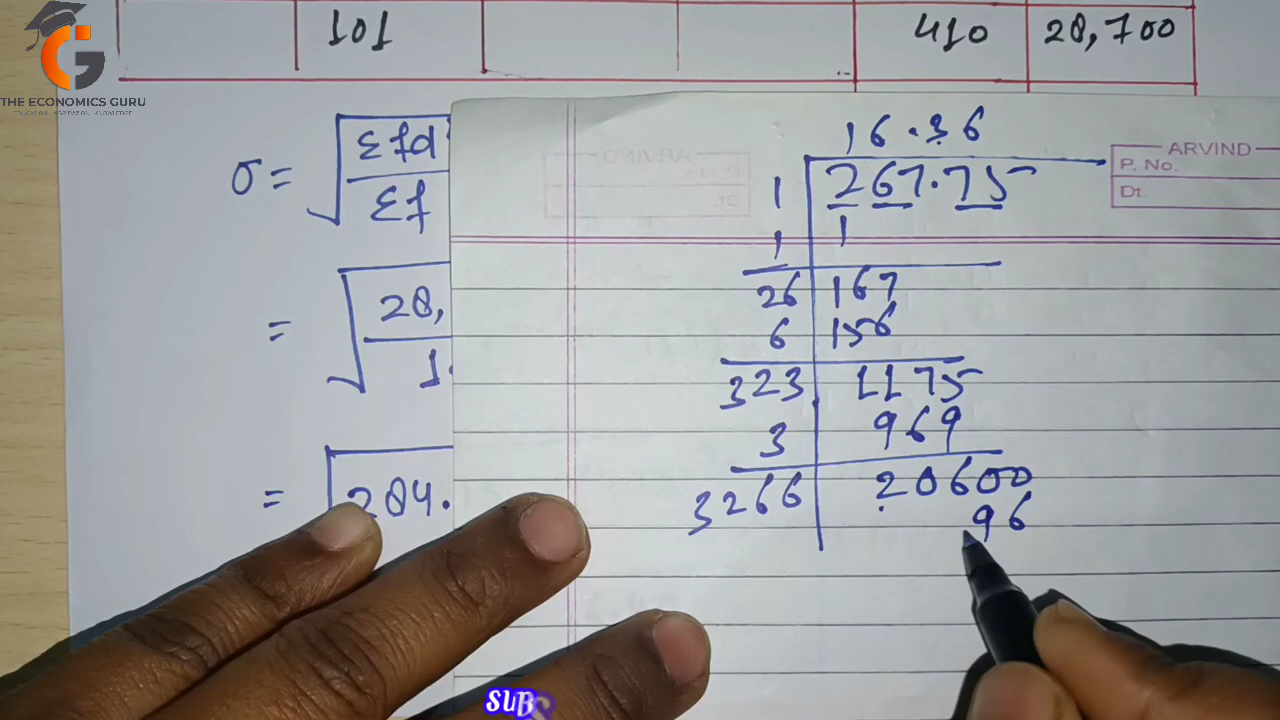 101 410 28,700
THE ECONOMICS GURU
σ = √ Σfd
Σf
ARVIND
P. No.
Dt.
16.36
1 267.75
1 1
26 167
6 156
323 1175
3 969
3266 20600
96
= √ 28,
1.
= √ 284.
SUBS